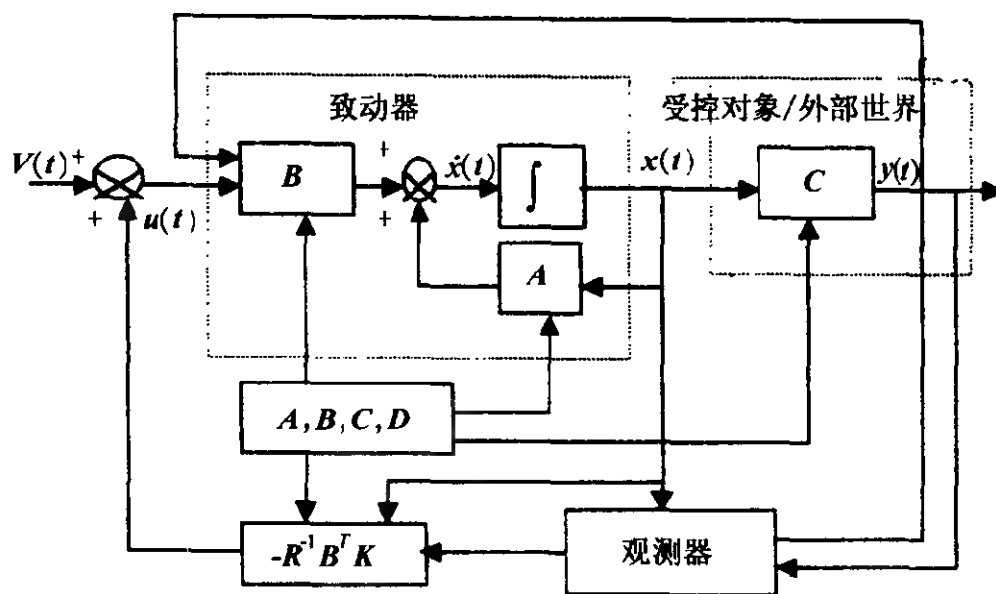 致动器
受控对象/外部世界
V(t)
+
+
u(t)
B
+
+
ẋ(t)
∫
x(t)
C
y(t)
A
A,B,C,D
-R⁻¹BᵀK
观测器